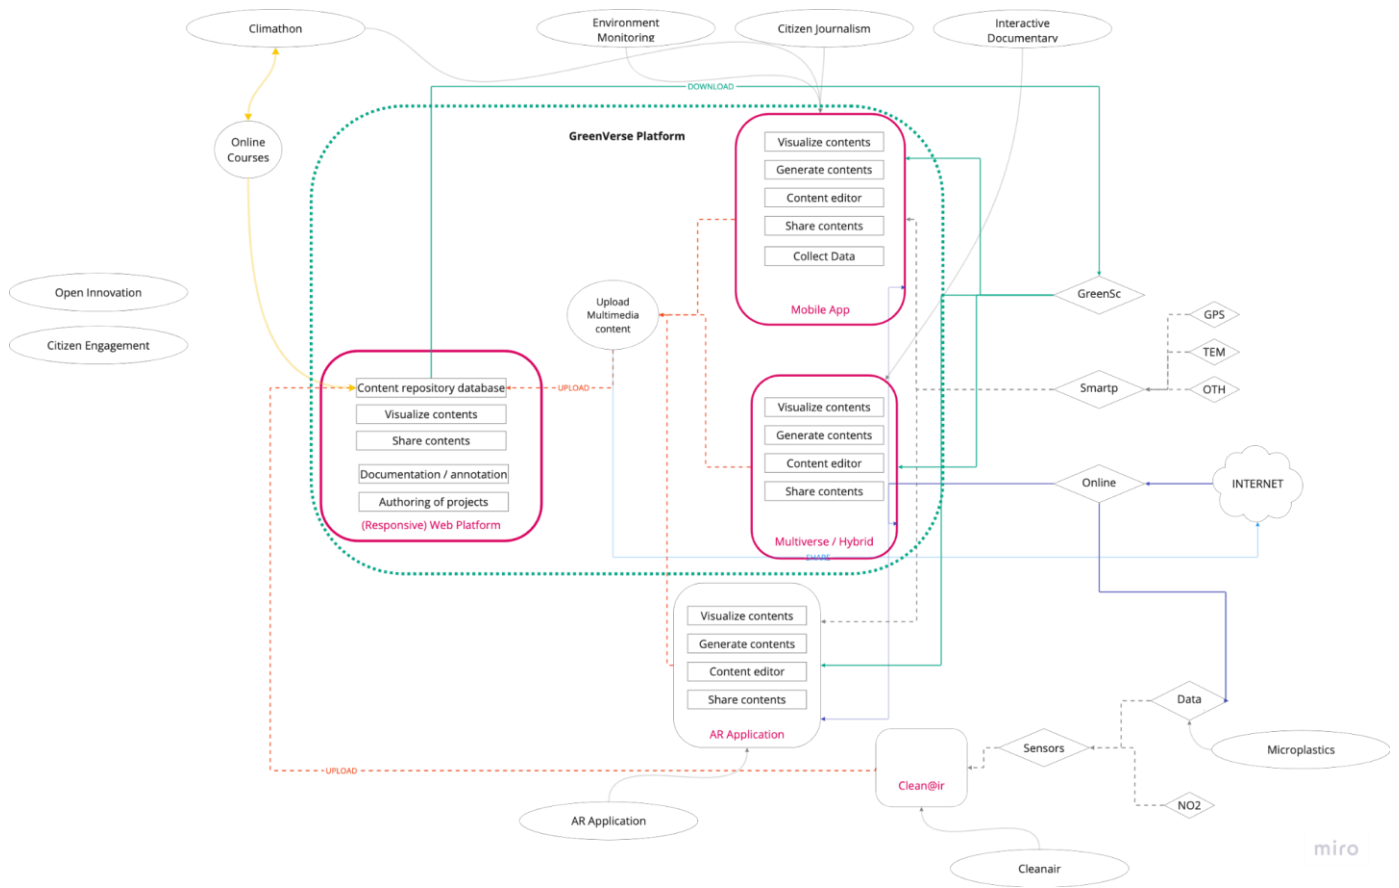 Climathon
Environment
Monitoring
Citizen Journalism
Interactive
Documentary
DOWNLOAD
GreenVerse Platform
Online
Courses
Visualize contents
Generate contents
Content editor
Share contents
Collect Data
Mobile App
Open Innovation
Citizen Engagement
Upload
Multimedia
content
GreenSc
GPS
TEM
OTH
Smartp
Content repository database
UPLOAD
Visualize contents
Share contents
Documentation / annotation
Authoring of projects
(Responsive) Web Platform
Visualize contents
Generate contents
Content editor
Share contents
Multiverse / Hybrid
SHARE
Online
INTERNET
Visualize contents
Generate contents
Content editor
Share contents
AR Application
Data
Microplastics
Sensors
NO2
UPLOAD
Clean@ir
AR Application
Cleanair
miro